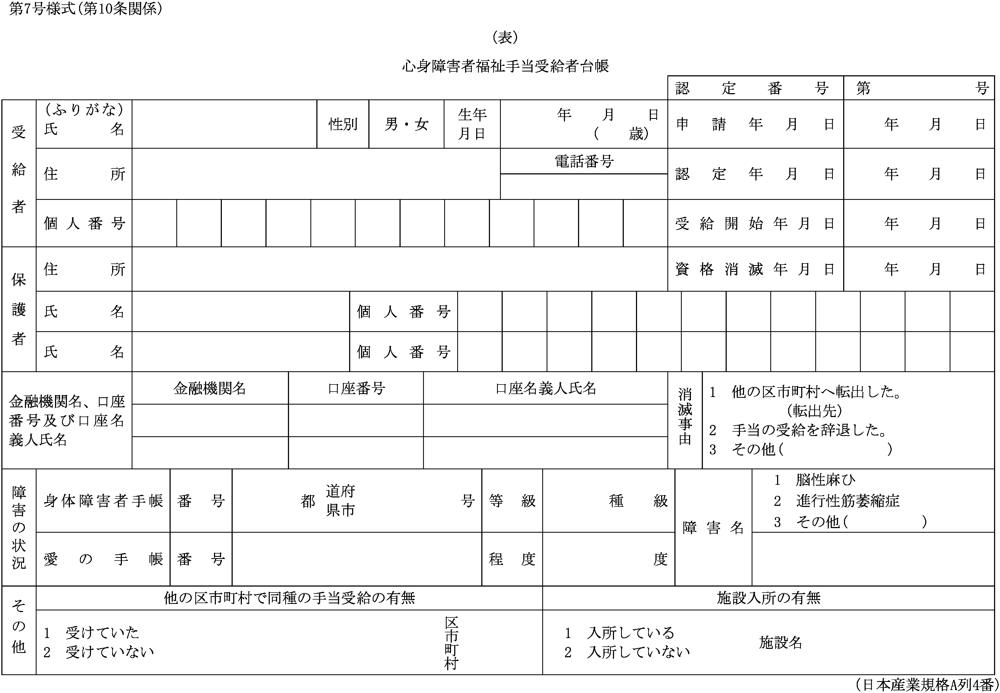 第7号様式(第10条関係)
(表)
心身障害者福祉手当受給者台帳
認定番号 第 号
受給者
(ふりがな)
氏名
性別
男・女
生年
月日
年 月 日
( 歳)
申請年月日 年 月 日
住所
電話番号
認定年月日 年 月 日
個人番号
受給開始年月日 年 月 日
保護者
住所
資格消滅年月日 年 月 日
氏名 個人番号
氏名 個人番号
金融機関名、口座
番号及び口座名
義人氏名
金融機関名 口座番号 口座名義人氏名
消滅事由
1 他の区市町村へ転出した。
(転出先)
2 手当の受給を辞退した。
3 その他( )
障害の状況
身体障害者手帳 番号
都 道府
県市
号
等級 種 級
障害名
1 脳性麻ひ
2 進行性筋萎縮症
3 その他( )
愛の手帳 番号 程度 度
その他
他の区市町村で同種の手当受給の有無 施設入所の有無
1 受けていた
2 受けていない
区市町村
1 入所している
2 入所していない
施設名
(日本産業規格A列4番)